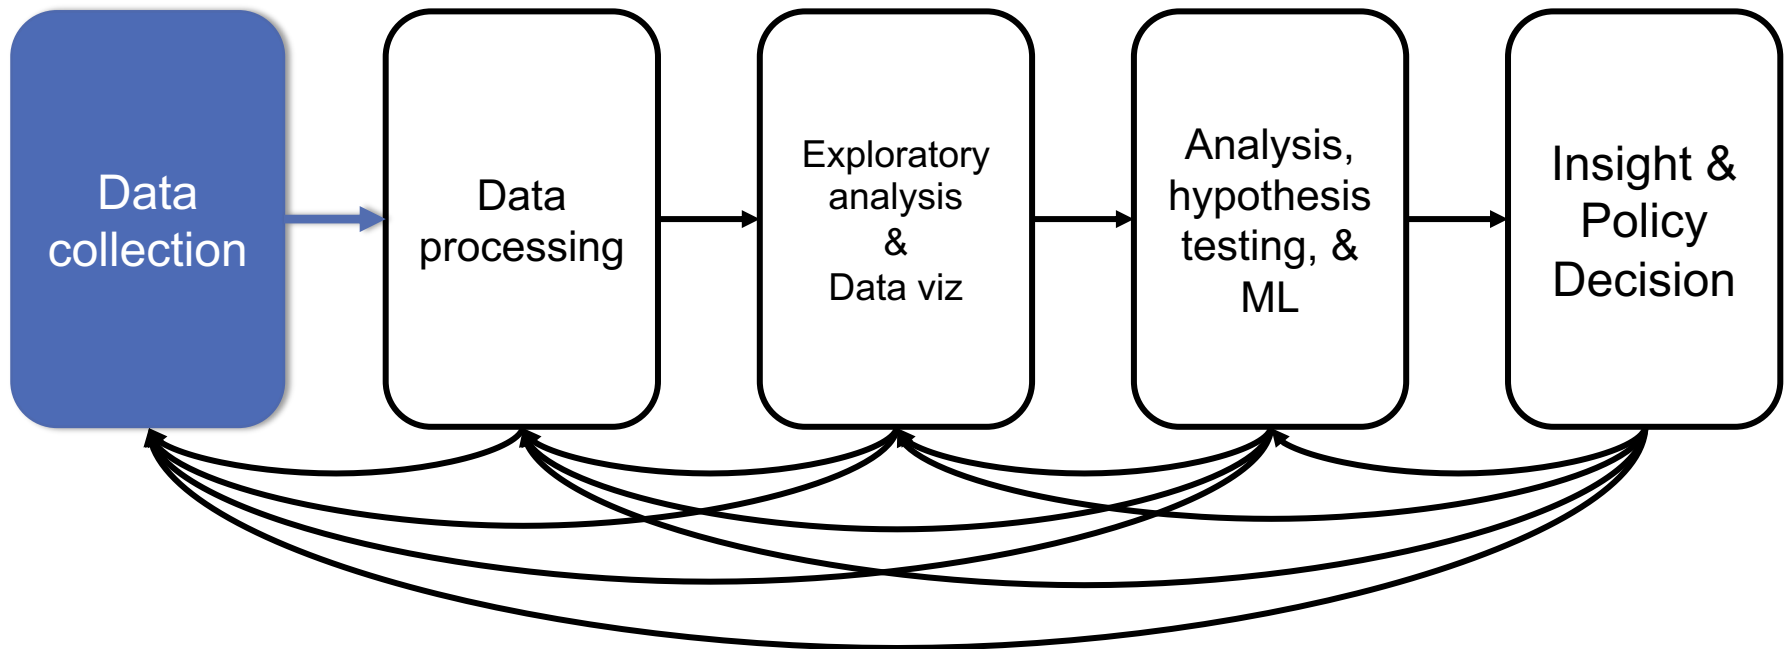 Data
collection
Data
processing
Exploratory
analysis
&
Data viz
Analysis,
hypothesis
testing, &
ML
Insight &
Policy
Decision